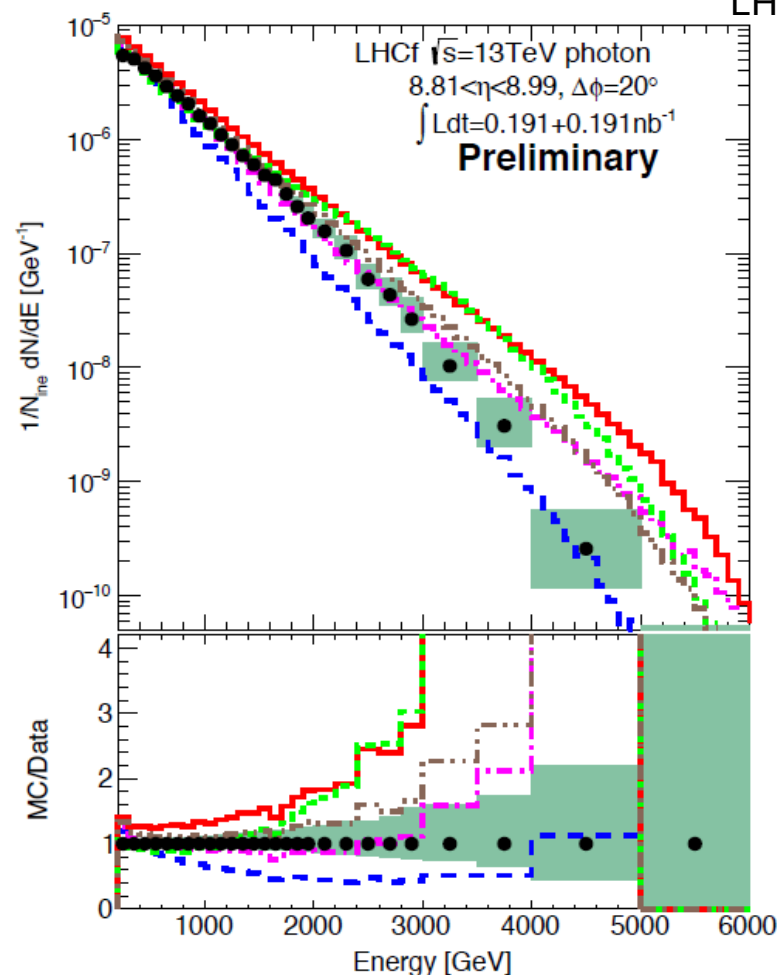 LH
10⁻⁵
LHCf √s=13TeV photon
8.81<η<8.99, Δϕ=20°
∫Ldt=0.191+0.191nb⁻¹
Preliminary
10⁻⁶
10⁻⁷
10⁻⁸
10⁻⁹
10⁻¹⁰
1/N_ine dN/dE [GeV⁻¹]
4
3
2
1
0
MC/Data
1000 2000 3000 4000 5000 6000
Energy [GeV]